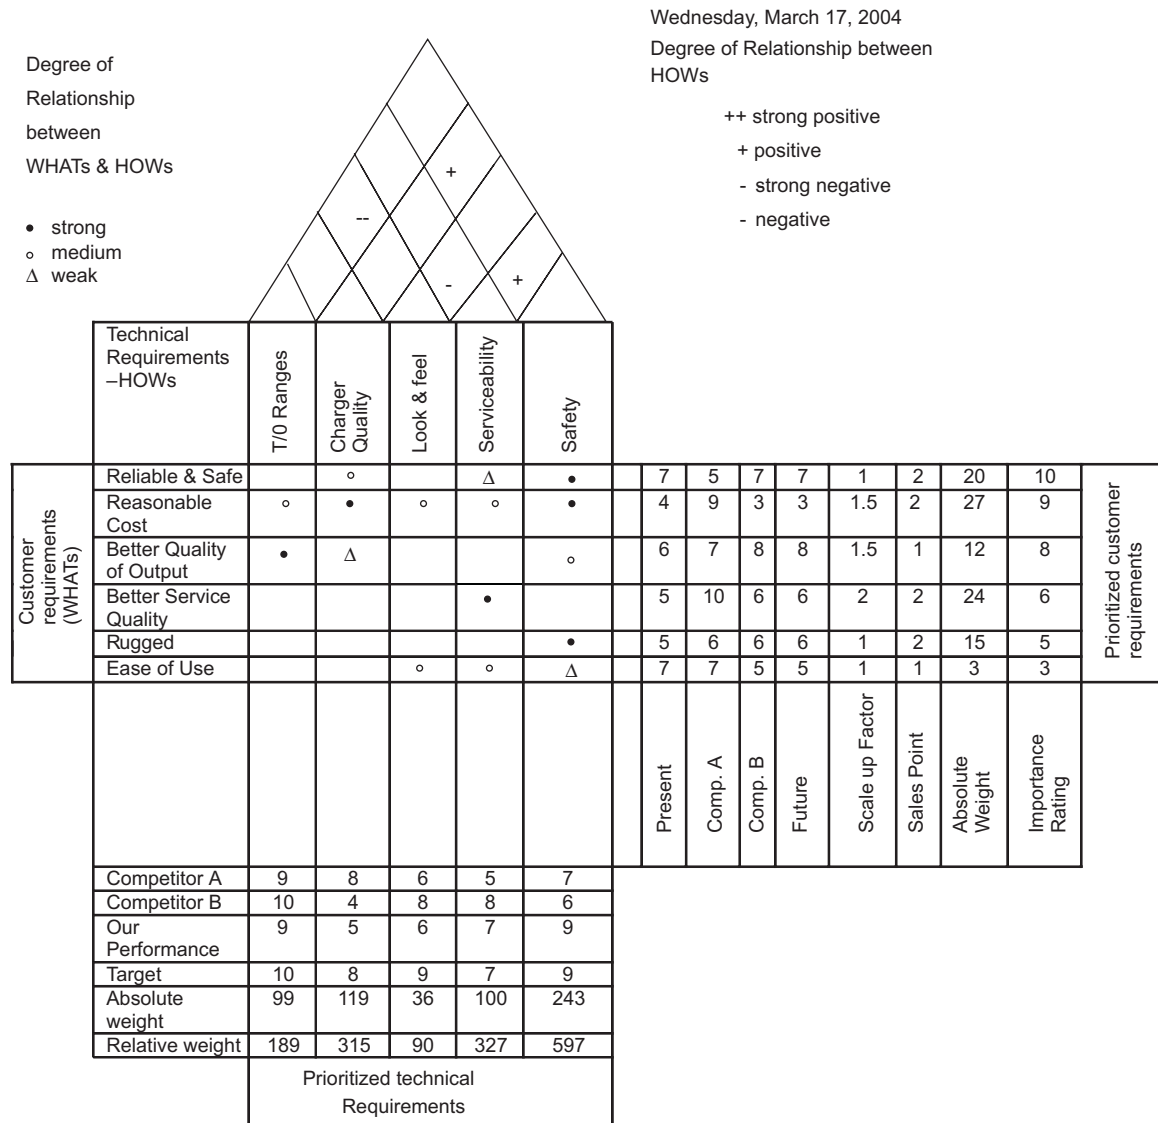 Wednesday, March 17, 2004
Degree of Relationship between
HOWs
++ strong positive
+ positive
- strong negative
- negative
Degree of
Relationship
between
WHATs & HOWs
• strong
○ medium
Δ weak
+
--
-
+
Technical
Requirements
–HOWs
T/0 Ranges
Charger
Quality
Look & feel
Serviceability
Safety
Customer
requirements
(WHATs)
Reliable & Safe ○ Δ • 7 5 7 7 1 2 20 10
Reasonable
Cost ○ • ○ ○ • 4 9 3 3 1.5 2 27 9
Better Quality
of Output • Δ ○ 6 7 8 8 1.5 1 12 8
Better Service
Quality • 5 10 6 6 2 2 24 6
Rugged • 5 6 6 6 1 2 15 5
Ease of Use ○ ○ Δ 7 7 5 5 1 1 3 3
Prioritized customer
requirements
Present
Comp. A
Comp. B
Future
Scale up Factor
Sales Point
Absolute
Weight
Importance
Rating
Competitor A 9 8 6 5 7
Competitor B 10 4 8 8 6
Our
Performance 9 5 6 7 9
Target 10 8 9 7 9
Absolute
weight 99 119 36 100 243
Relative weight 189 315 90 327 597
Prioritized technical
Requirements